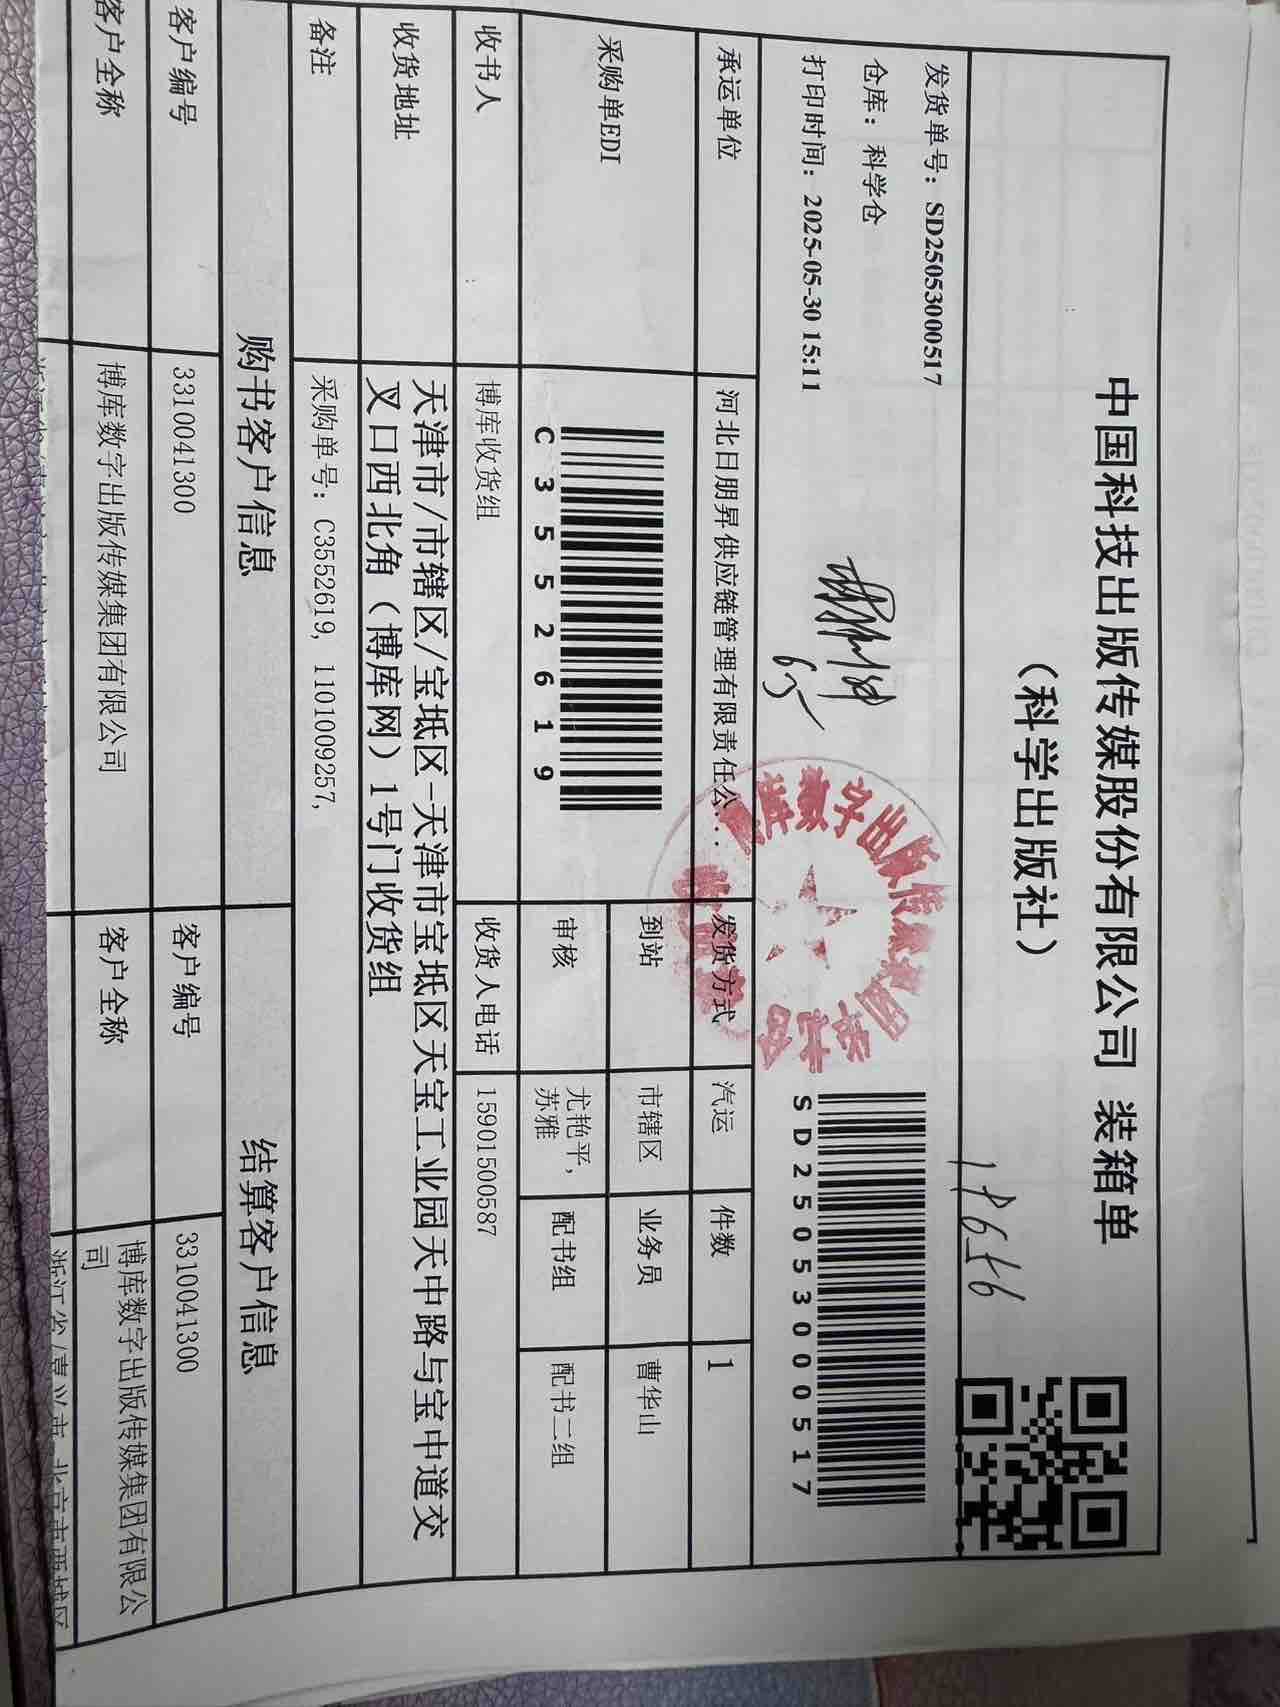 中国科技出版传媒股份有限公司 装箱单
（科学出版社）
发货单号：SD2505300517
仓库：科学仓
打印时间：2025-05-30 15:11
SD2505300517
承运单位 河北日朋昇供应链管理有限责任公... 发货方式 汽运 件数 1
采购单EDI C3552619 到站 市辖区 业务员 曹华山
审核 尤艳平, 苏雅 配书组 配书二组
收书人 博库收货组 收货人电话 15901500587
收货地址 天津市/市辖区/宝坻区-天津市宝坻区天宝工业园天中路与宝中道交
叉口西北角（博库网）1号门收货组
备注 采购单号：C3552619, 1101009257,
购书客户信息 结算客户信息
客户编号 3310041300 客户编号 3310041300
客户全称 博库数字出版传媒集团有限公司 客户全称 博库数字出版传媒集团有限公
司